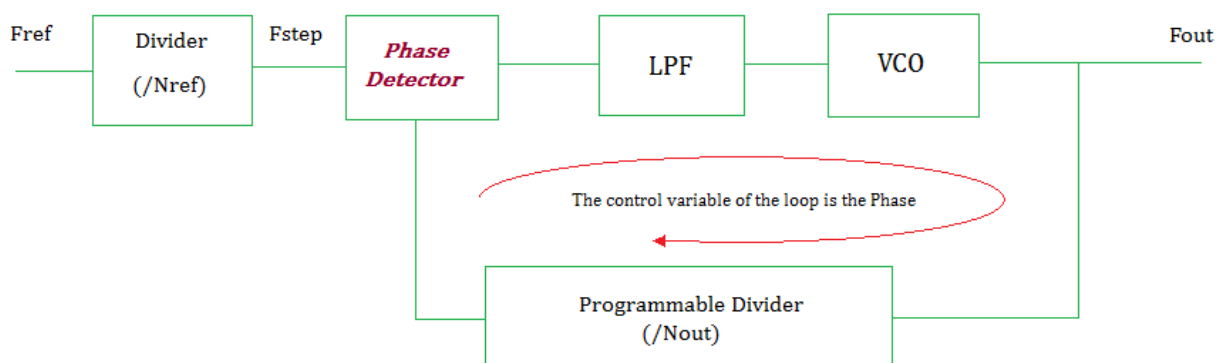 Fref
Divider
(/Nref)
Fstep
Phase
Detector
LPF
VCO
Fout
The control variable of the loop is the Phase
Programmable Divider
(/Nout)